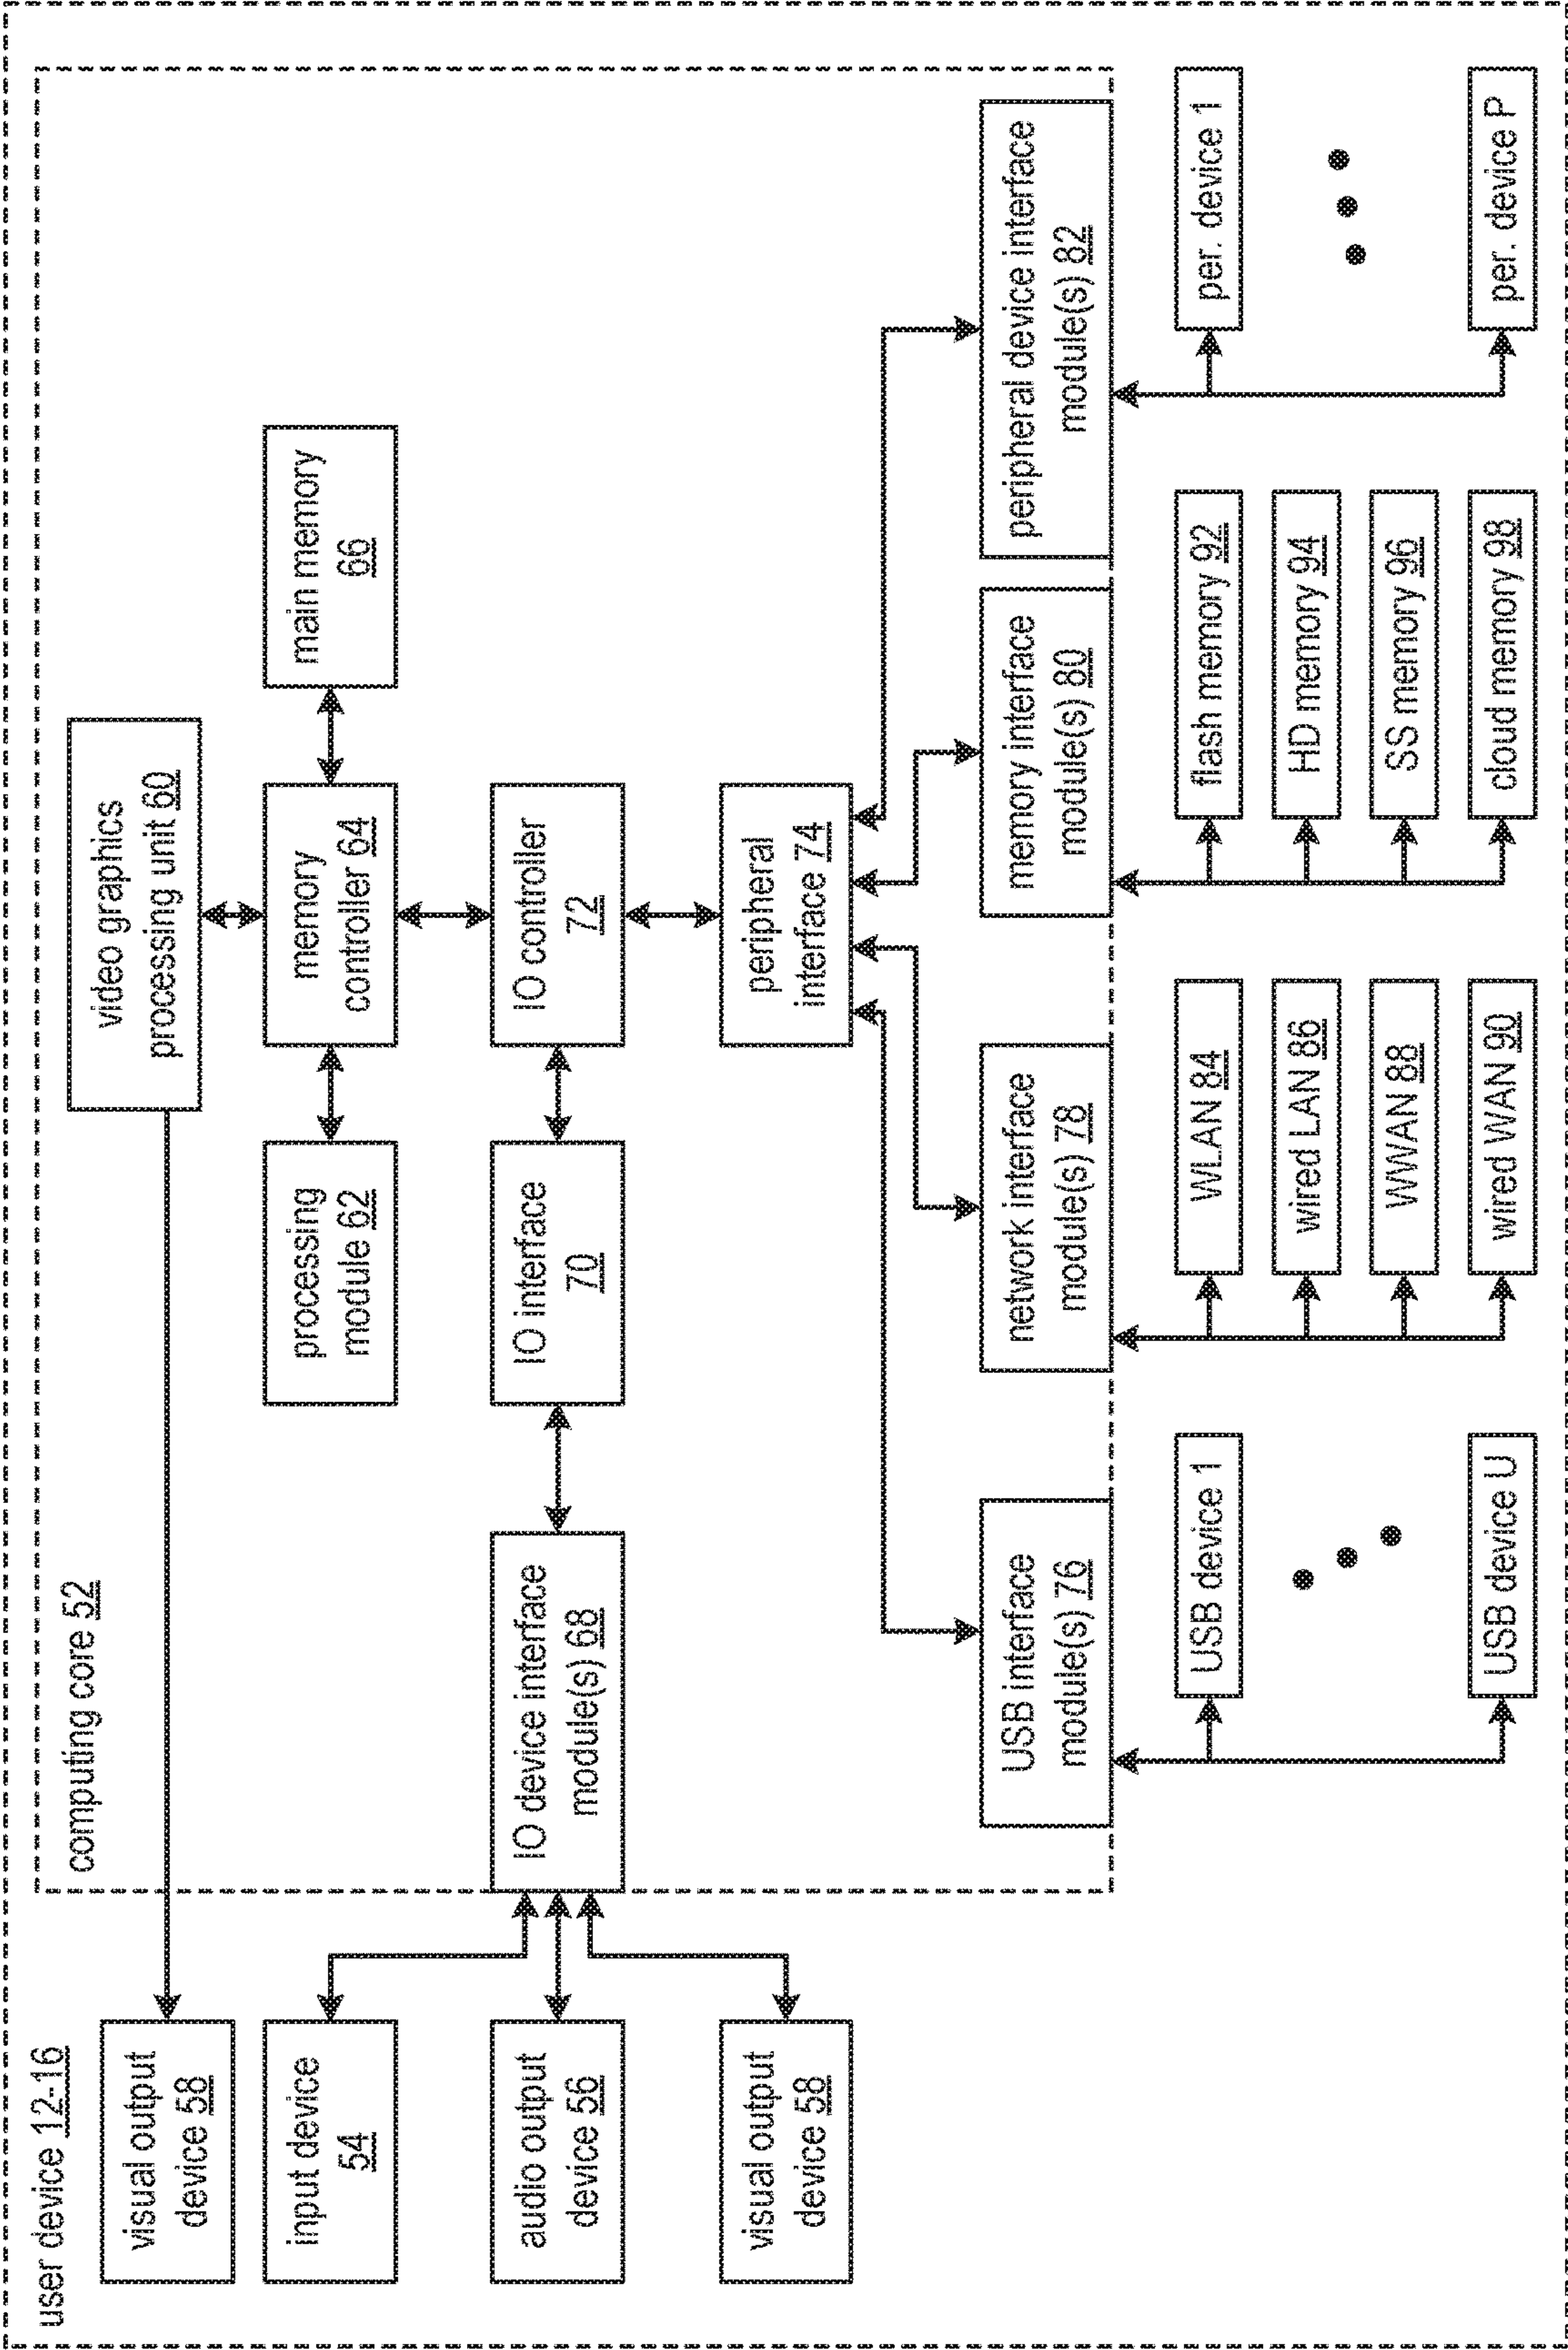 user device 12-16
computing core 52
visual output
device 58
video graphics
processing unit 60
input device
54
processing
module 62
memory
controller 64
main memory
66
audio output
device 56
IO device interface
module(s) 68
IO interface
70
IO controller
72
visual output
device 58
peripheral
interface 74
USB interface
module(s) 76
network interface
module(s) 78
memory interface
module(s) 80
peripheral device interface
module(s) 82
USB device 1
WLAN 84
flash memory 92
per. device 1
wired LAN 86
HD memory 94
WWAN 88
SS memory 96
USB device U
wired WAN 90
cloud memory 98
per. device P